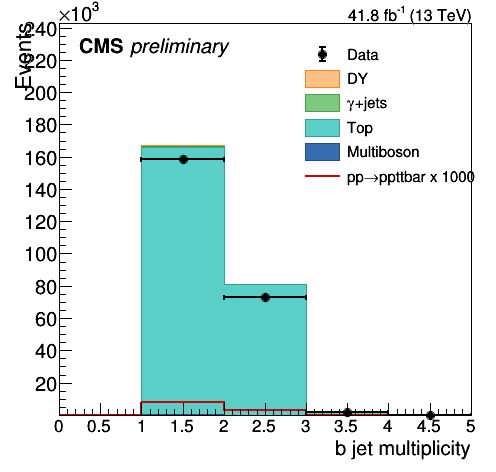 ×10³
41.8 fb⁻¹ (13 TeV)
Events
CMS preliminary
Data
DY
γ+jets
Top
Multiboson
pp→ppttbar x 1000
240
220
200
180
160
140
120
100
80
60
40
20
0 0.5 1 1.5 2 2.5 3 3.5 4 4.5 5
b jet multiplicity